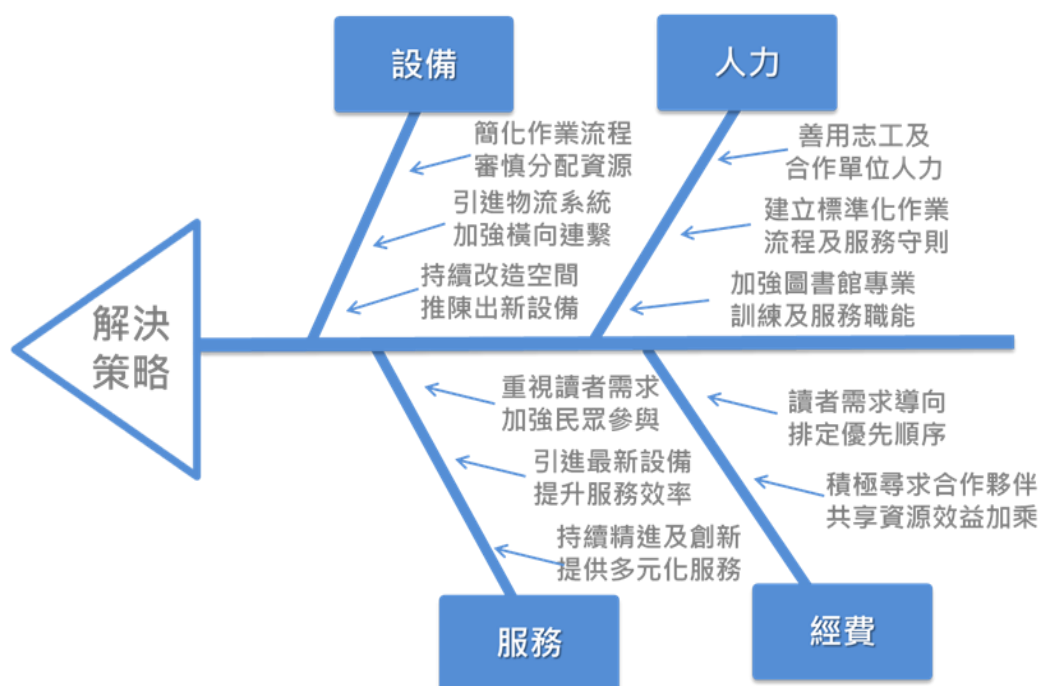 設備
人力
簡化作業流程
審慎分配資源
引進物流系統
加強橫向連繫
持續改造空間
推陳出新設備
善用志工及
合作單位人力
建立標準化作業
流程及服務守則
加強圖書館專業
訓練及服務職能
解決
策略
重視讀者需求
加強民眾參與
引進最新設備
提升服務效率
持續精進及創新
提供多元化服務
讀者需求導向
排定優先順序
積極尋求合作夥伴
共享資源效益加乘
服務
經費